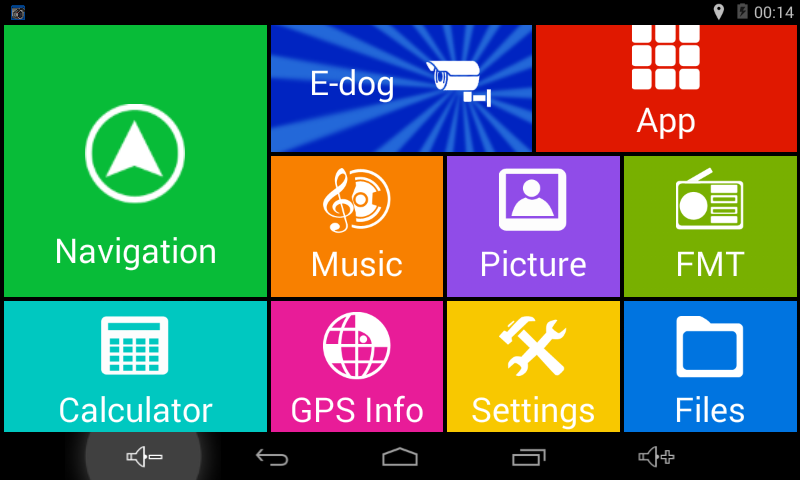 00:14
Navigation
E-dog
App
Music
Picture
FMT
Calculator
GPS Info
Settings
Files